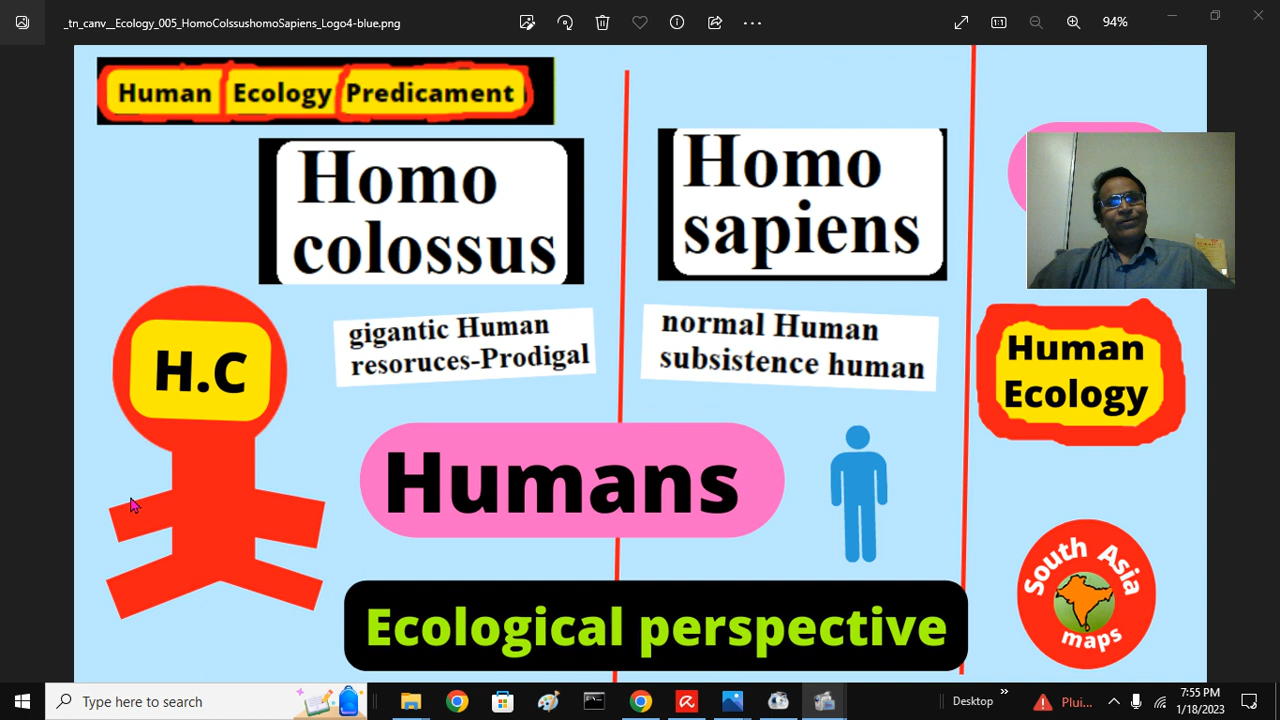 _tn_canv__Ecology_005_HomoColssushomoSapiens_Logo4-blue.png
94%
Human Ecology Predicament
Homo
colossus
Homo
sapiens
gigantic Human
resoruces-Prodigal
normal Human
subsistence human
H.C
Human
Ecology
Humans
Ecological perspective
South Asia
maps
Type here to search
Desktop
Plui...
7:55 PM
1/18/2023